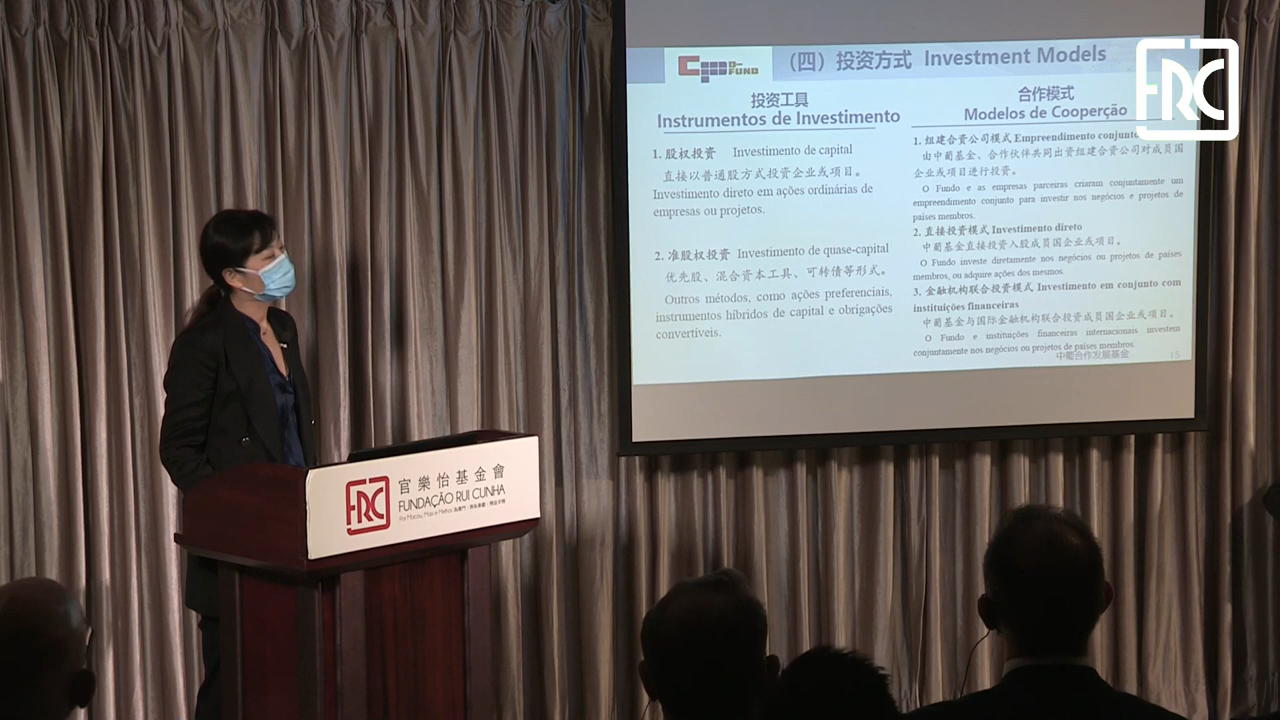 CPD-FUND
（四）投资方式 Investment Models
FRC
投资工具
Instrumentos de Investimento
1. 股权投资 Investimento de capital
直接以普通股方式投资企业或项目。
Investimento direto em ações ordinárias de
empresas ou projetos.
2. 准股权投资 Investimento de quase-capital
优先股、混合资本工具、可转债等形式。
Outros métodos, como ações preferenciais,
instrumentos híbridos de capital e obrigações
convertíveis.
合作模式
Modelos de Cooperção
1. 组建合资公司模式 Empreendimento conjunto
由中葡基金、合作伙伴共同出资组建合资公司对成员国
企业或项目进行投资。
O Fundo e as empresas parceiras criaram conjuntamente um
empreendimento conjunto para investir nos negócios e projetos de
países membros.
2. 直接投资模式 Investimento direto
中葡基金直接投资入股成员国企业或项目。
O Fundo investe diretamente nos negócios ou projetos de países
membros, ou adquire ações dos mesmos.
3. 金融机构联合投资模式 Investimento em conjunto com
instituições financeiras
中葡基金与国际金融机构联合投资成员国企业或项目。
O Fundo e instituições financeiras internacionais investem
conjuntamente nos negócios ou projetos de países membros.
中葡合作发展基金 15
FRC
官樂怡基金會
FUNDAÇÃO RUI CUNHA
Por Macau, Mais e Melhor